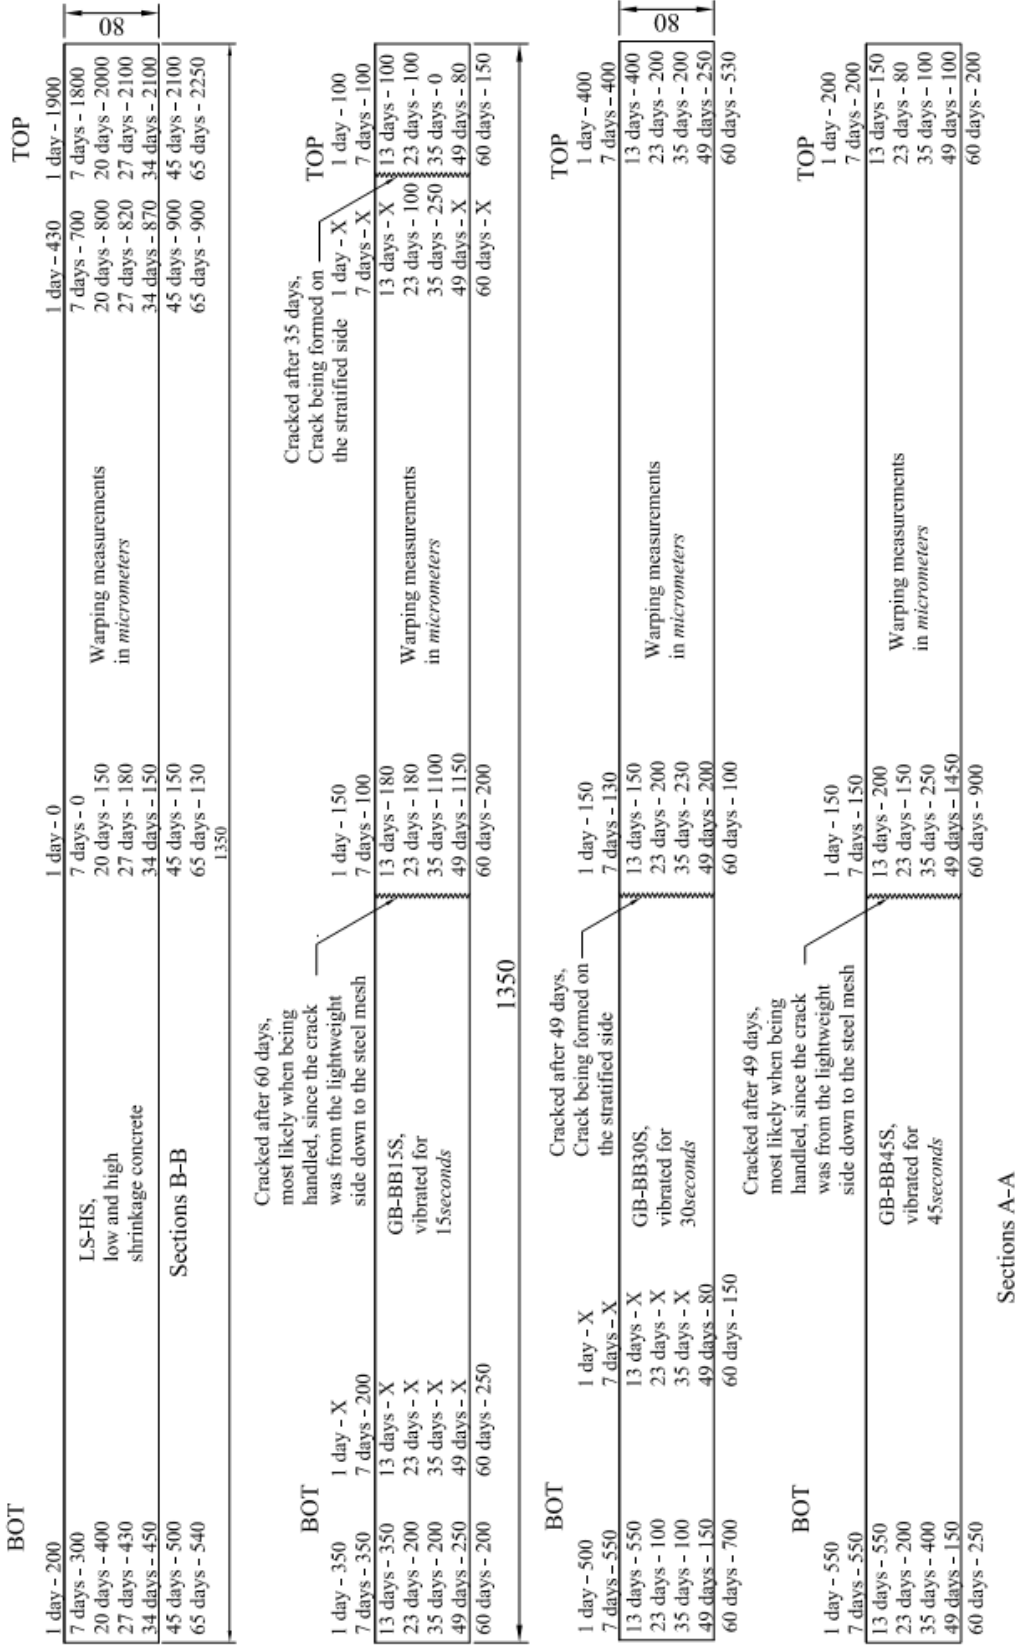 BOT
TOP
1 day - 200
7 days - 300
20 days - 400
27 days - 430
34 days - 450
45 days - 500
65 days - 540
LS-HS,
low and high
shrinkage concrete
Sections B-B
1 day - 0
7 days - 0
20 days - 150
27 days - 180
34 days - 150
45 days - 150
65 days - 130
Warping measurements
in micrometers
1 day - 430
7 days - 700
20 days - 800
27 days - 820
34 days - 870
45 days - 900
65 days - 900
1 day - 1900
7 days - 1800
20 days - 2000
27 days - 2100
34 days - 2100
45 days - 2100
65 days - 2250
80
1350
BOT
TOP
1 day - 350
7 days - 350
13 days - 350
23 days - 200
35 days - 200
49 days - 250
60 days - 200
1 day - X
7 days - 200
13 days - X
23 days - X
35 days - X
49 days - X
60 days - 250
Cracked after 60 days,
most likely when being
handled, since the crack
was from the lightweight
side down to the steel mesh
GB-BB15S,
vibrated for
15seconds
1 day - 150
7 days - 100
13 days - 180
23 days - 180
35 days - 1100
49 days - 1150
60 days - 200
Warping measurements
in micrometers
Cracked after 35 days,
Crack being formed on
the stratified side
1 day - X
7 days - X
13 days - X
23 days - 100
35 days - 250
49 days - X
60 days - X
1 day - 100
7 days - 100
13 days - 100
23 days - 100
35 days - 0
49 days - 80
60 days - 150
1350
BOT
TOP
1 day - 500
7 days - 550
13 days - 550
23 days - 100
35 days - 100
49 days - 150
60 days - 700
1 day - X
7 days - X
13 days - X
23 days - X
35 days - X
49 days - 80
60 days - 150
Cracked after 49 days,
Crack being formed on
the stratified side
GB-BB30S,
vibrated for
30seconds
1 day - 150
7 days - 130
13 days - 150
23 days - 200
35 days - 230
49 days - 200
60 days - 100
Warping measurements
in micrometers
1 day - 400
7 days - 400
13 days - 400
23 days - 200
35 days - 200
49 days - 250
60 days - 530
80
BOT
TOP
1 day - 550
7 days - 550
13 days - 550
23 days - 200
35 days - 400
49 days - 150
60 days - 250
Cracked after 49 days,
most likely when being
handled, since the crack
was from the lightweight
side down to the steel mesh
GB-BB45S,
vibrated for
45seconds
1 day - 150
7 days - 150
13 days - 200
23 days - 150
35 days - 250
49 days - 1450
60 days - 900
Warping measurements
in micrometers
1 day - 200
7 days - 200
13 days - 150
23 days - 80
35 days - 100
49 days - 100
60 days - 200
Sections A-A